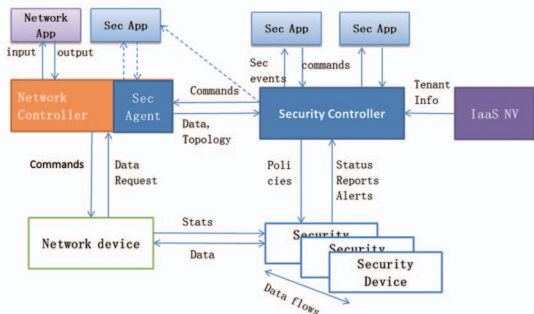 Network
App
Sec App
Sec App
Sec App
input
output
Sec
events
commands
Network
Controller
Sec
Agent
Commands
Data,
Topology
Security Controller
Tenant
Info
IaaS NV
Commands
Data
Request
Poli
cies
Status
Reports
Alerts
Network device
Stats
Data
Security
Security
Security
Device
Data flows